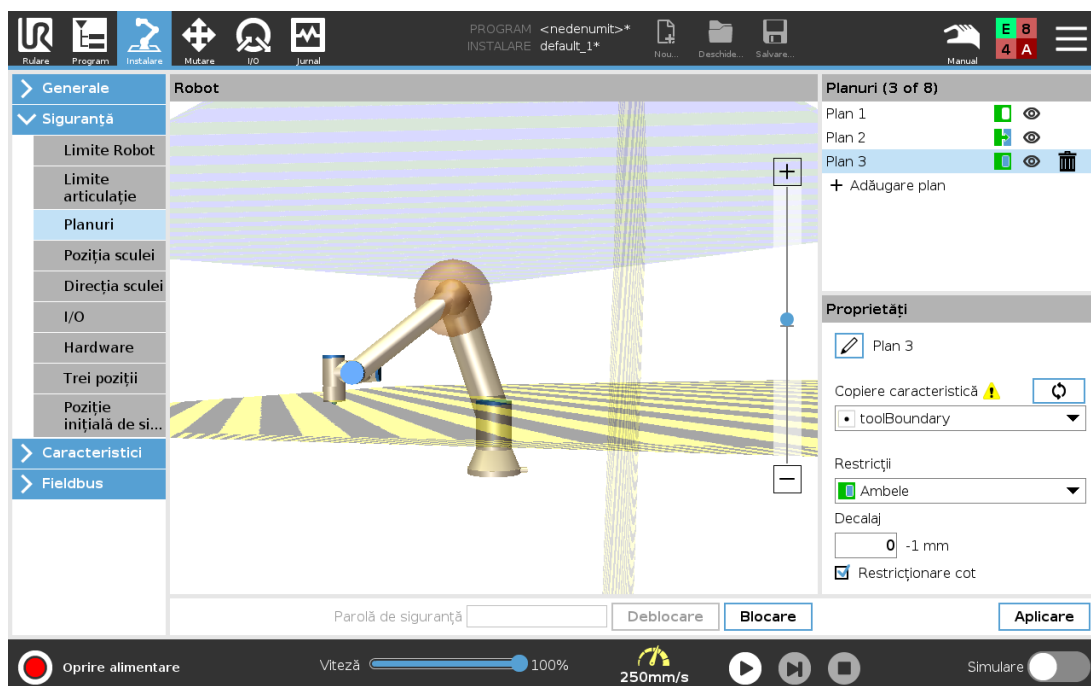 PROGRAM <nedenumit>*
INSTALARE default_1*
Rulare Program Instalare Mutare I/O Jurnal
Nou... Deschide... Salvare...
Manual
E 8
4 A
Generale
Siguranță
Limite Robot
Limite
articulație
Planuri
Poziția sculei
Direcția sculei
I/O
Hardware
Trei poziții
Poziție
inițială de si...
Caracteristici
Fieldbus
Robot
Planuri (3 of 8)
Plan 1
Plan 2
Plan 3
+ Adăugare plan
Proprietăți
Plan 3
Copiere caracteristică
toolBoundary
Restricții
Ambele
Decalaj
0 -1 mm
Restricționare cot
Parolă de siguranță Deblocare Blocare Aplicare
Oprire alimentare Viteză 100% 250mm/s Simulare